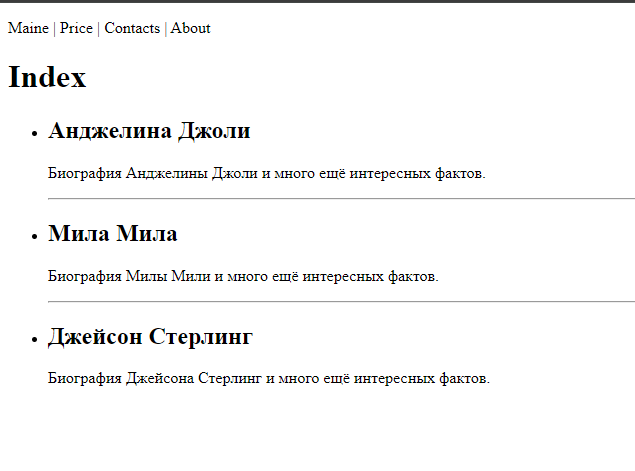 Maine | Price | Contacts | About
Index
Анджелина Джоли
Биография Анджелины Джоли и много ещё интересных фактов.
Мила Мила
Биография Милы Мили и много ещё интересных фактов.
Джейсон Стерлинг
Биография Джейсона Стерлинг и много ещё интересных фактов.